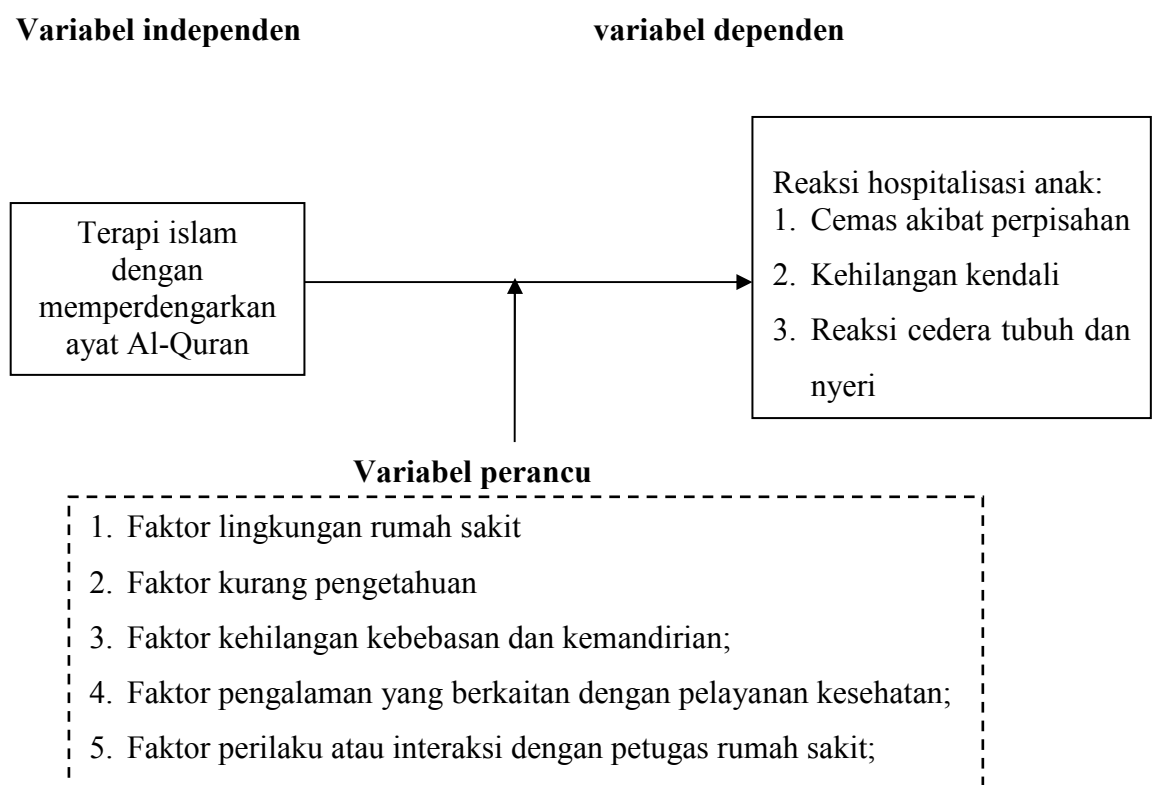 Variabel independen variabel dependen
Terapi islam
dengan
memperdengarkan
ayat Al-Quran
Reaksi hospitalisasi anak:
1. Cemas akibat perpisahan
2. Kehilangan kendali
3. Reaksi cedera tubuh dan
nyeri
Variabel perancu
1. Faktor lingkungan rumah sakit
2. Faktor kurang pengetahuan
3. Faktor kehilangan kebebasan dan kemandirian;
4. Faktor pengalaman yang berkaitan dengan pelayanan kesehatan;
5. Faktor perilaku atau interaksi dengan petugas rumah sakit;